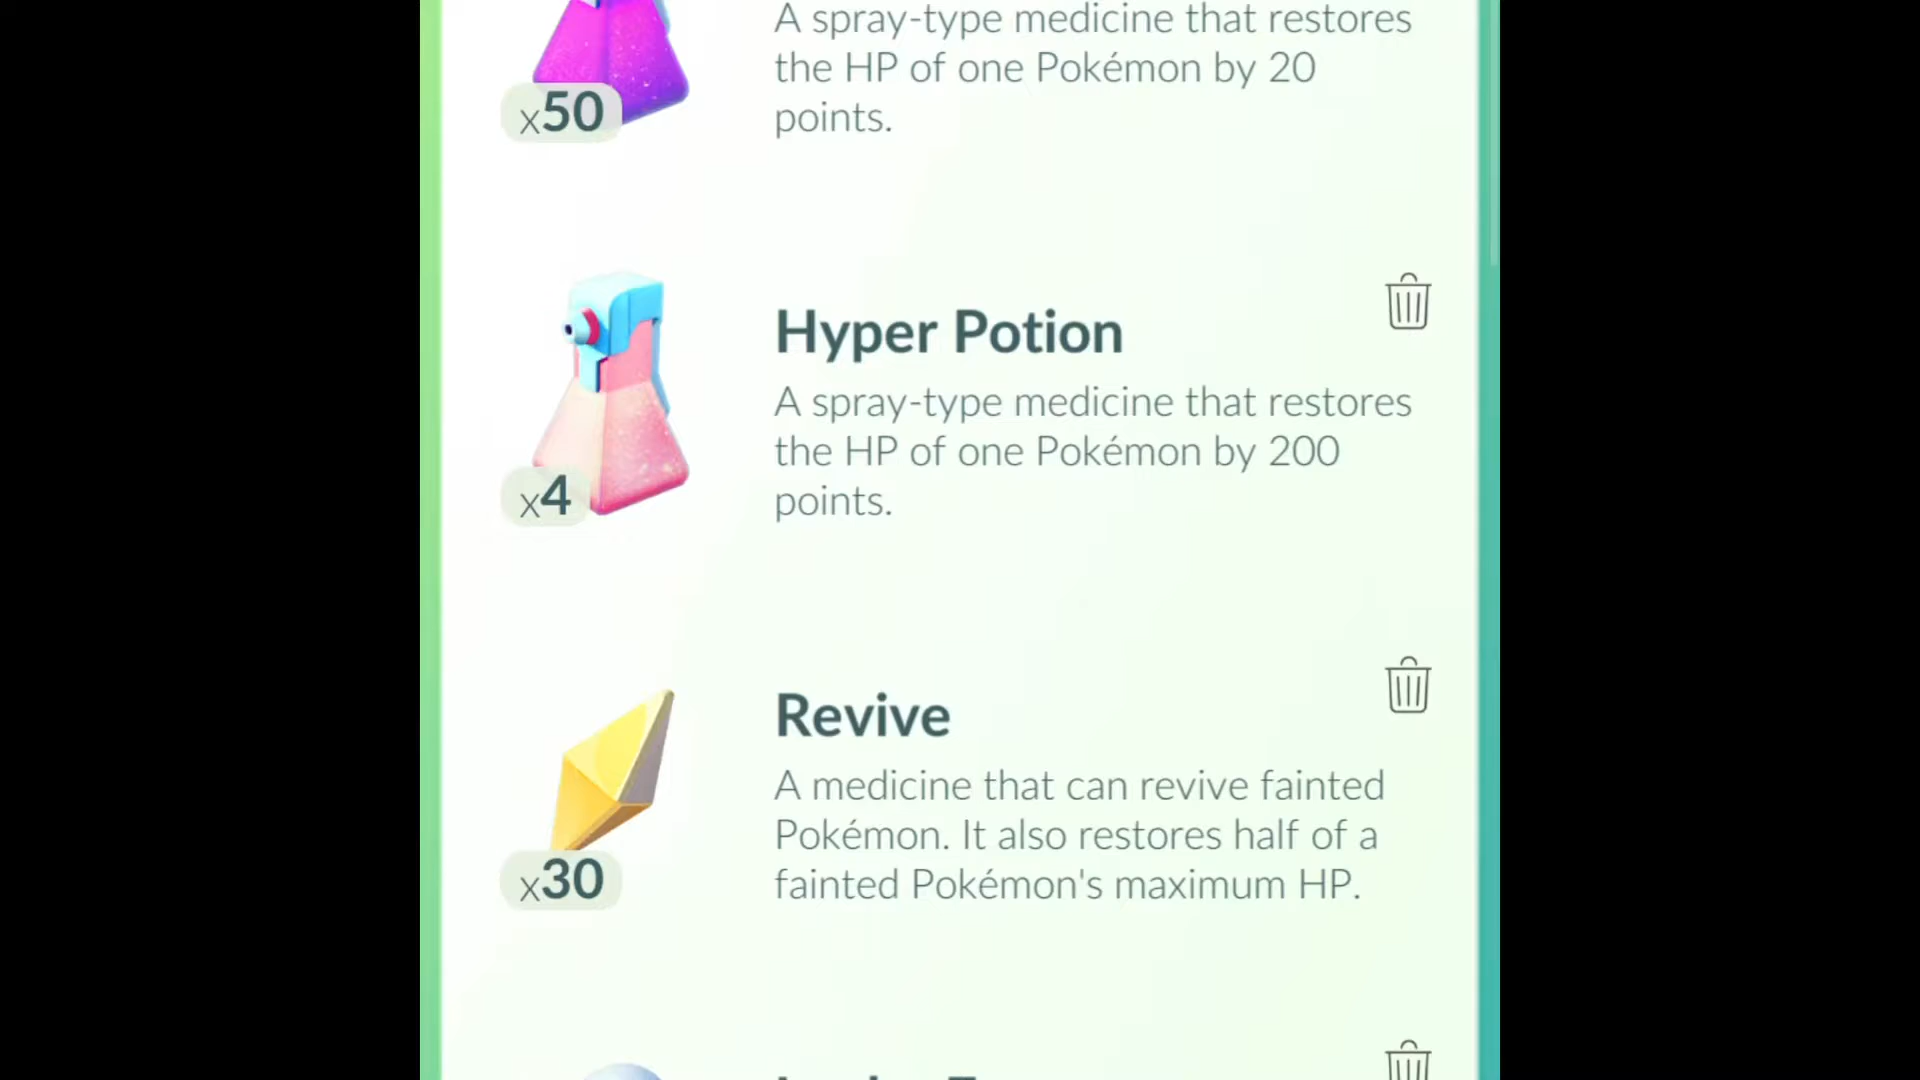 A spray-type medicine that restores
the HP of one Pokémon by 20
points.
x50
Hyper Potion
A spray-type medicine that restores
the HP of one Pokémon by 200
points.
x4
Revive
A medicine that can revive fainted
Pokémon. It also restores half of a
fainted Pokémon's maximum HP.
x30